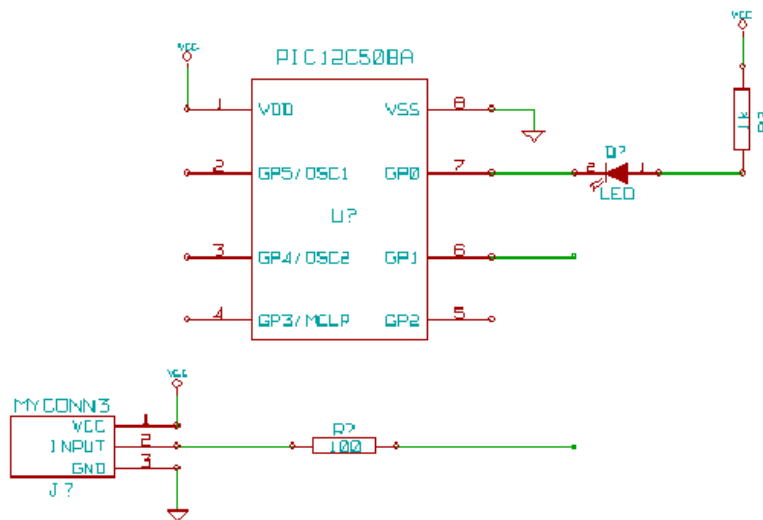 VCC
VCC
PIC12C508A
1 VDD VSS 8
1K R?
D?
2 GP5/OSC1 GP0 7 2 1
LED
U?
3 GP4/OSC2 GP1 6
4 GP3/MCLR GP2 5
VCC
MYCONN3
VCC 1
R?
INPUT 2 100
GND 3
J?